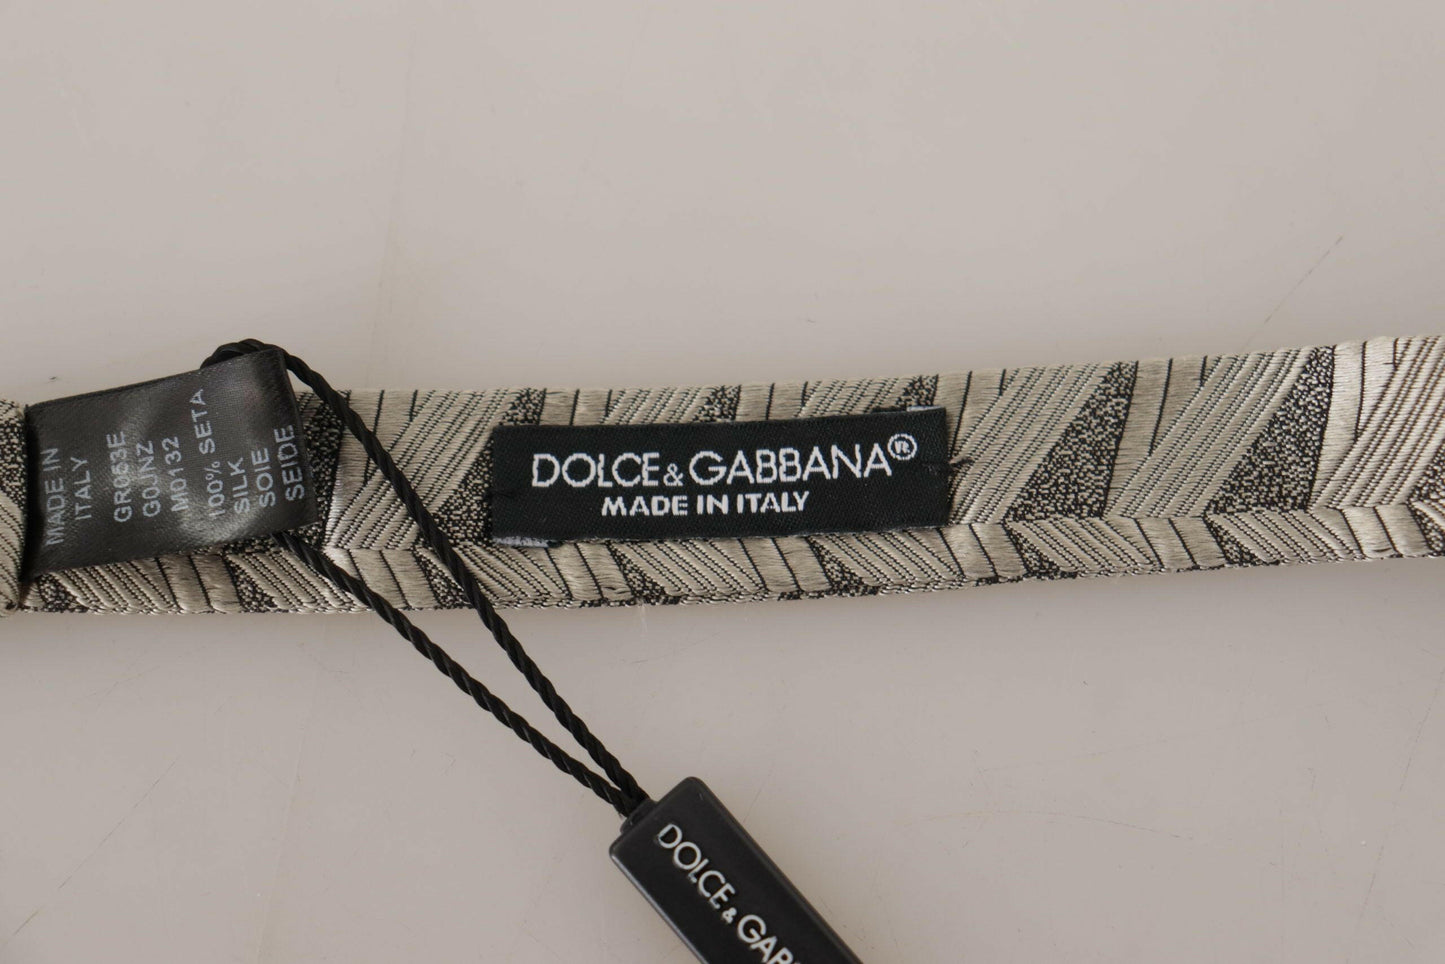 MADE IN
ITALY
GR053E
G0JNZ
M0132
100% SETA
SILK
SOIE
SEIDE
DOLCE&GABBANA®
MADE IN ITALY
DOLCE&GAB